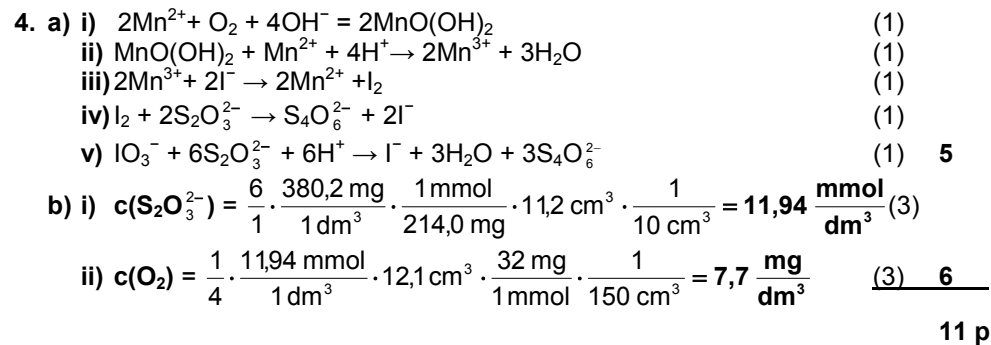 4. a) i) 2Mn²⁺+ O₂ + 4OH⁻ = 2MnO(OH)₂ (1)
ii) MnO(OH)₂ + Mn²⁺ + 4H⁺→ 2Mn³⁺ + 3H₂O (1)
iii) 2Mn³⁺+ 2I⁻ → 2Mn²⁺ +I₂ (1)
iv) I₂ + 2S₂O₃²⁻ → S₄O₆²⁻ + 2I⁻ (1)
v) IO₃⁻ + 6S₂O₃²⁻ + 6H⁺ → I⁻ + 3H₂O + 3S₄O₆²⁻ (1) 5
b) i) c(S₂O₃²⁻) = 6/1 · 380,2 mg/1 dm³ · 1 mmol/214,0 mg · 11,2 cm³ · 1/10 cm³ = 11,94 mmol/dm³ (3)
ii) c(O₂) = 1/4 · 11,94 mmol/1 dm³ · 12,1 cm³ · 32 mg/1 mmol · 1/150 cm³ = 7,7 mg/dm³ (3) 6
11 p